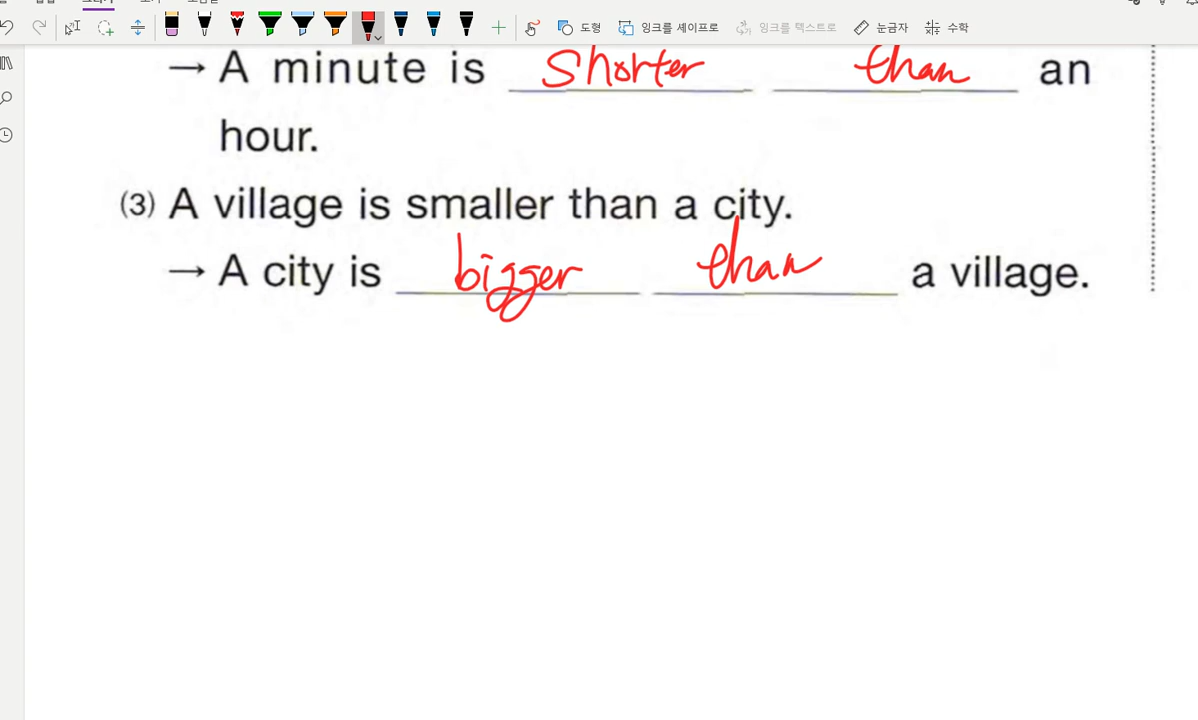 도형 잉크를 셰이프로 잉크를 텍스트로 눈금자 수학
→ A minute is shorter than an
hour.
(3) A village is smaller than a city.
→ A city is bigger than a village.